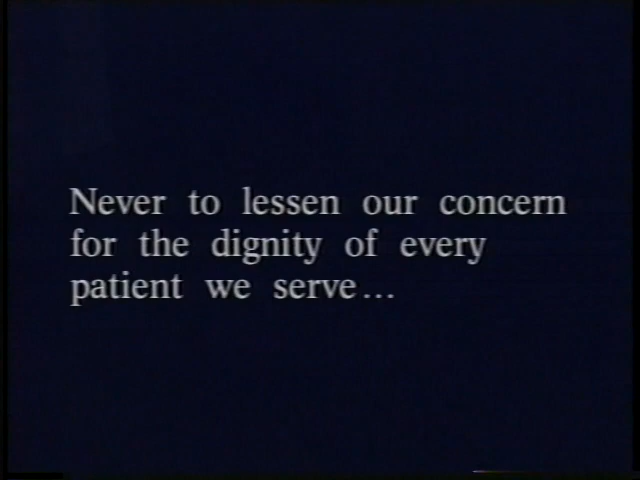 Never to lessen our concern
for the dignity of every
patient we serve...